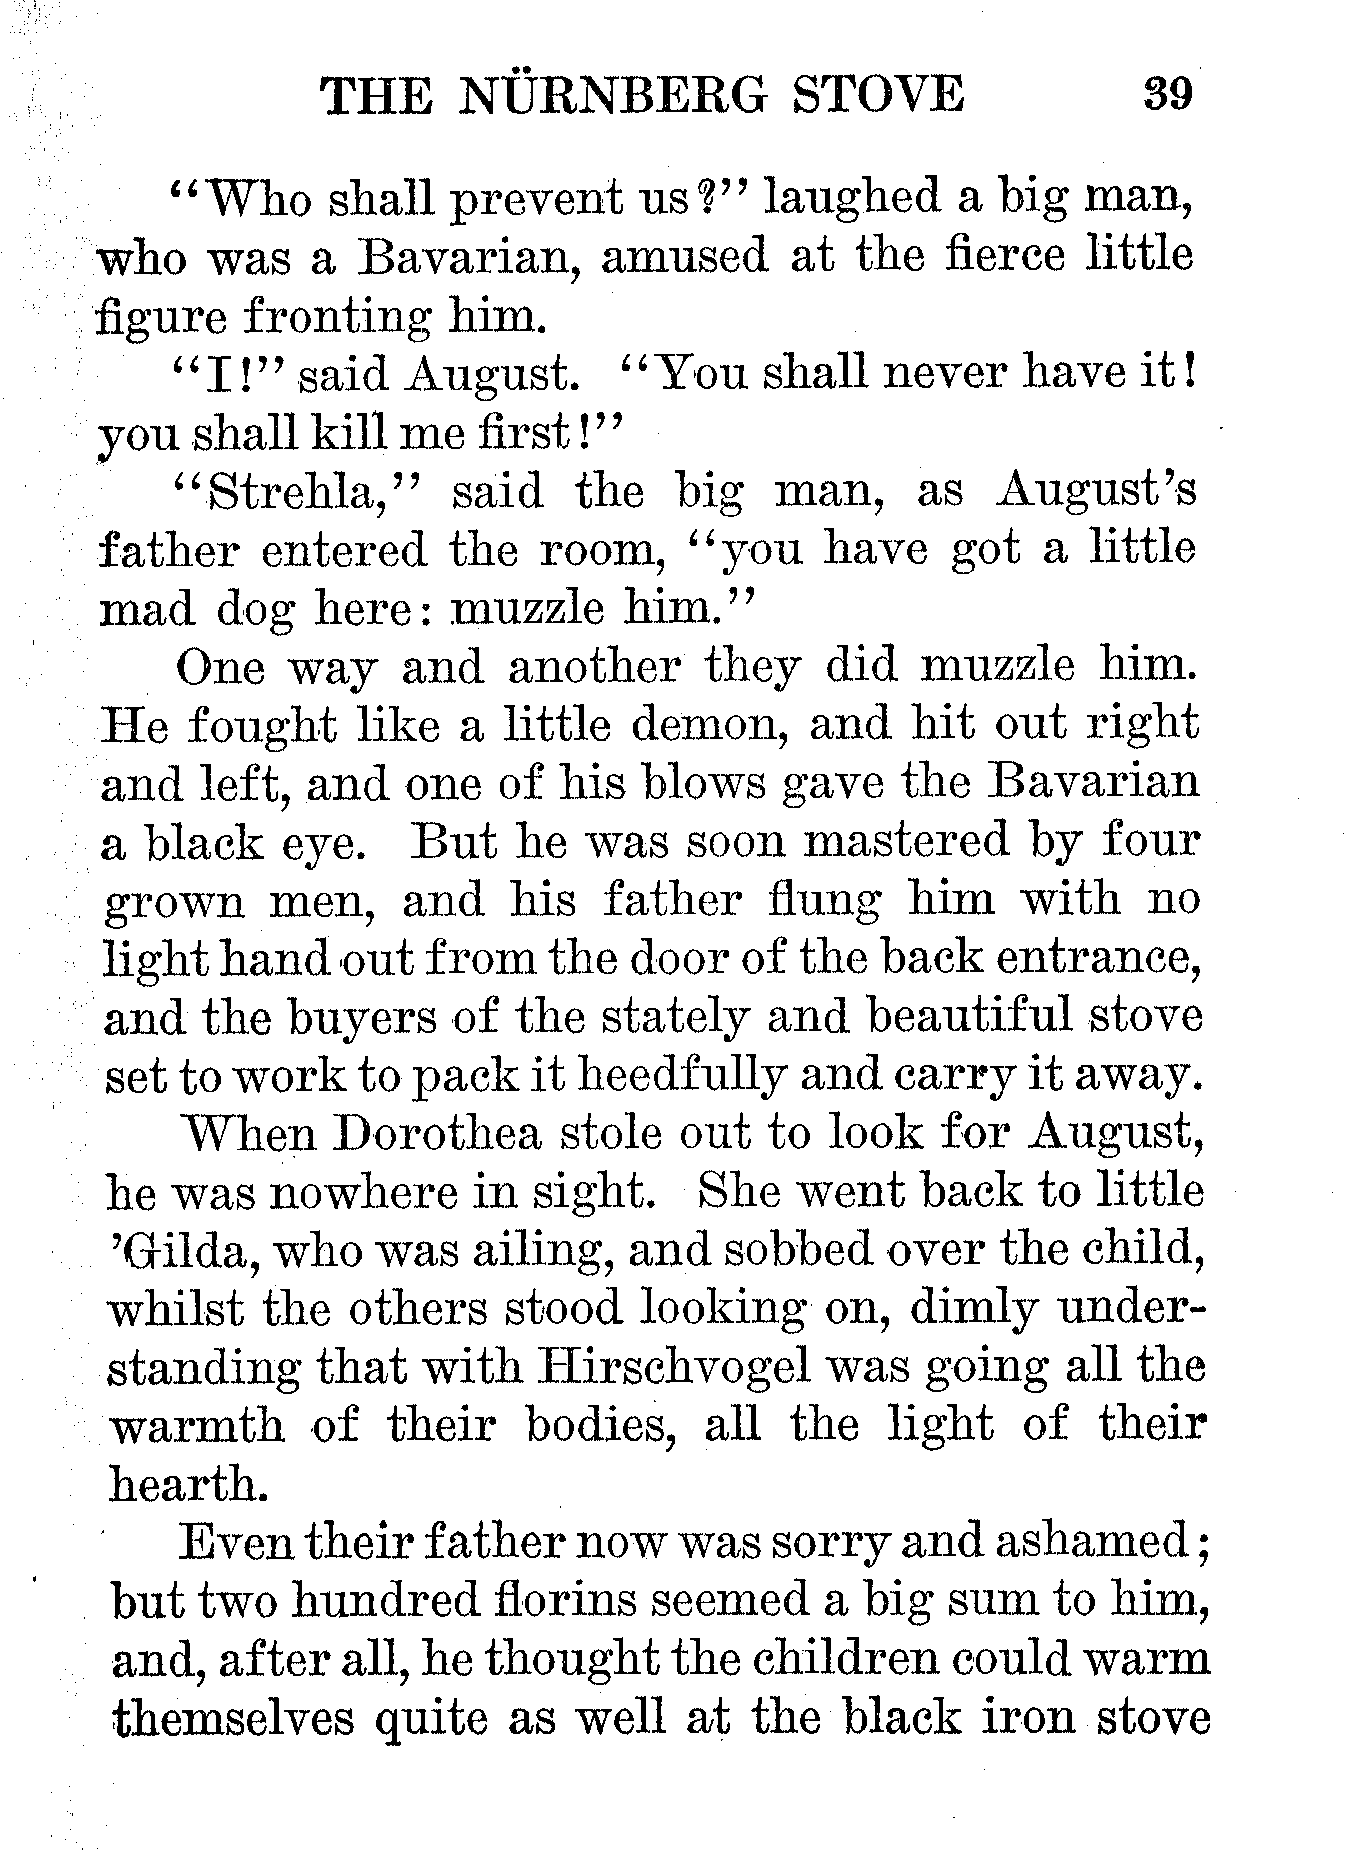 THE NÜRNBERG STOVE 39
"Who shall prevent us?" laughed a big man,
who was a Bavarian, amused at the fierce little
figure fronting him.
"I!" said August. "You shall never have it!
you shall kill me first!"
"Strehla," said the big man, as August's
father entered the room, "you have got a little
mad dog here: muzzle him."
One way and another they did muzzle him.
He fought like a little demon, and hit out right
and left, and one of his blows gave the Bavarian
a black eye. But he was soon mastered by four
grown men, and his father flung him with no
light hand out from the door of the back entrance,
and the buyers of the stately and beautiful stove
set to work to pack it heedfully and carry it away.
When Dorothea stole out to look for August,
he was nowhere in sight. She went back to little
'Gilda, who was ailing, and sobbed over the child,
whilst the others stood looking on, dimly under-
standing that with Hirschvogel was going all the
warmth of their bodies, all the light of their
hearth.
Even their father now was sorry and ashamed;
but two hundred florins seemed a big sum to him,
and, after all, he thought the children could warm
themselves quite as well at the black iron stove